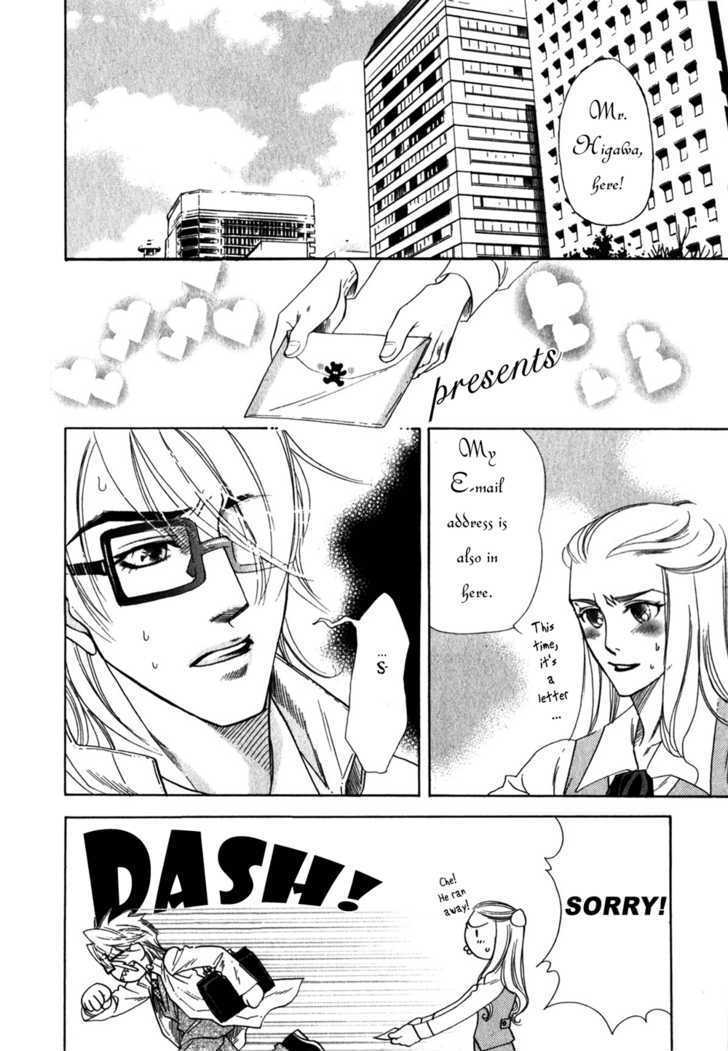 Mr.
Higawa,
here!
presents
My
E-mail
address is
also in
here.
This
time,
it's
a
letter
...
...
S-
SORRY!
Che!
He ran
away!
DASH!